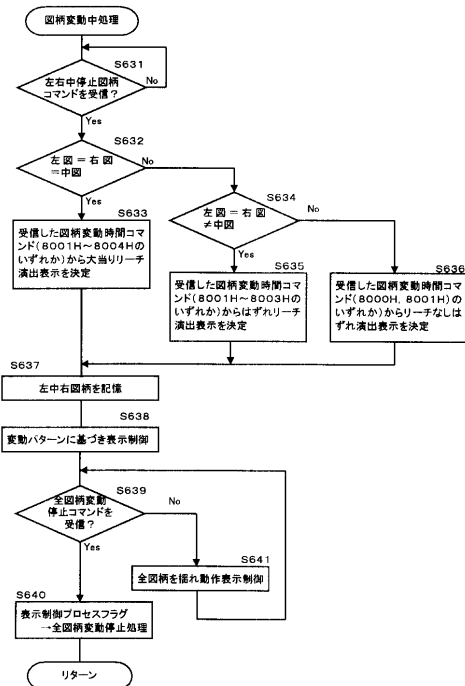 図柄変動中処理
S631
左右中停止図柄
コマンドを受信?
No
Yes
S632
左図=右図
=中図
No
Yes
S633
受信した図柄変動時間コマ
ンド(8001H~8004Hの
いずれか)から大当りリーチ
演出表示を決定
S634
左図=右図
≠中図
No
Yes
S635
受信した図柄変動時間コマ
ンド(8001H~8003Hの
いずれか)からはずれリーチ
演出表示を決定
S636
受信した図柄変動時間コマ
ンド(8000H, 8001H)の
いずれか)からリーチなしは
ずれ演出表示を決定
S637
左中右図柄を記憶
S638
変動パターンに基づき表示制御
S639
全図柄変動
停止コマンドを
受信?
No
Yes
S641
全図柄を揺れ動作表示制御
S640
表示制御プロセスフラグ
→全図柄変動停止処理
リターン